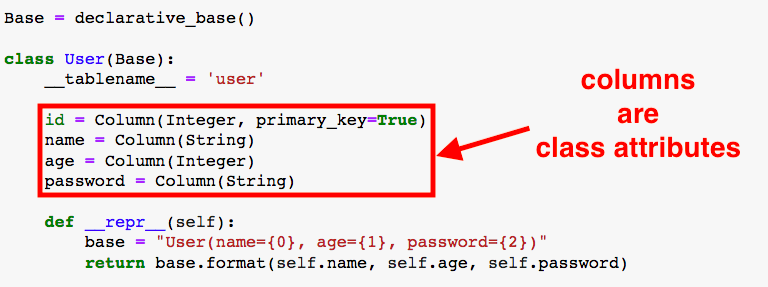 Base = declarative_base()
class User(Base):
    __tablename__ = 'user'
    id = Column(Integer, primary_key=True)
    name = Column(String)
    age = Column(Integer)
    password = Column(String)
columns
are
class attributes
    def __repr__(self):
        base = "User(name={0}, age={1}, password={2})"
        return base.format(self.name, self.age, self.password)